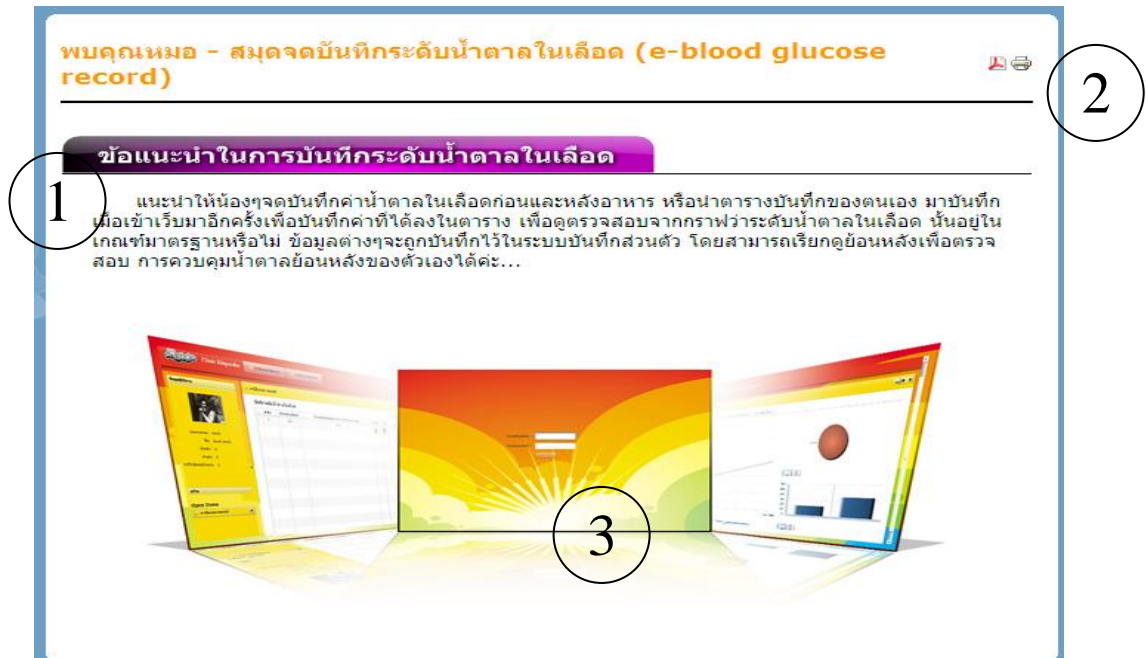 พบคุณหมอ - สมุดจดบันทึกระดับน้ำตาลในเลือด (e-blood glucose
record)
2
ข้อแนะนำในการบันทึกระดับน้ำตาลในเลือด
1
แนะนำให้น้องๆจดบันทึกค่าน้ำตาลในเลือดก่อนและหลังอาหาร หรือนำตารางบันทึกของตนเอง มาบันทึก
เมื่อเข้าเว็บมาอีกครั้งเพื่อบันทึกค่าที่ได้ลงในตาราง เพื่อดูตรวจสอบจากกราฟว่าระดับน้ำตาลในเลือด นั้นอยู่ใน
เกณฑ์มาตรฐานหรือไม่ ข้อมูลต่างๆจะถูกบันทึกไว้ในระบบบันทึกส่วนตัว โดยสามารถเรียกดูย้อนหลังเพื่อตรวจ
สอบ การควบคุมน้ำตาลย้อนหลังของตัวเองได้ค่ะ...
Open Door
3